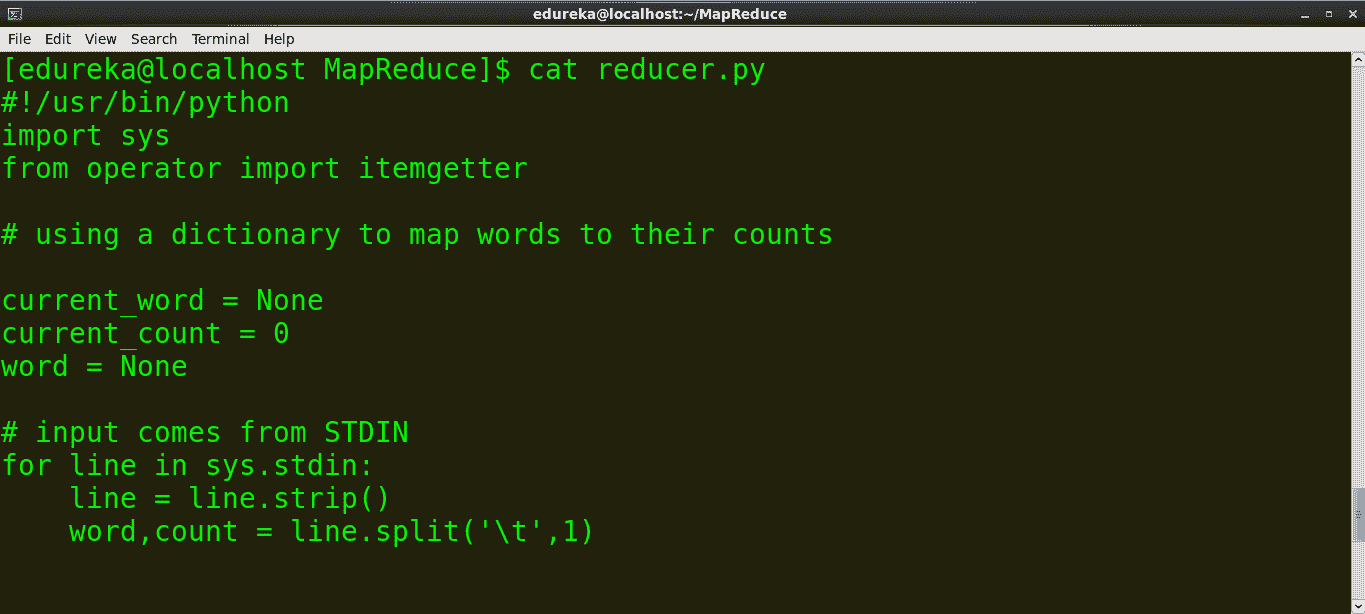 edureka@localhost:~/MapReduce
File Edit View Search Terminal Help
[edureka@localhost MapReduce]$ cat reducer.py
#!/usr/bin/python
import sys
from operator import itemgetter

# using a dictionary to map words to their counts

current_word = None
current_count = 0
word = None

# input comes from STDIN
for line in sys.stdin:
    line = line.strip()
    word,count = line.split('\t',1)